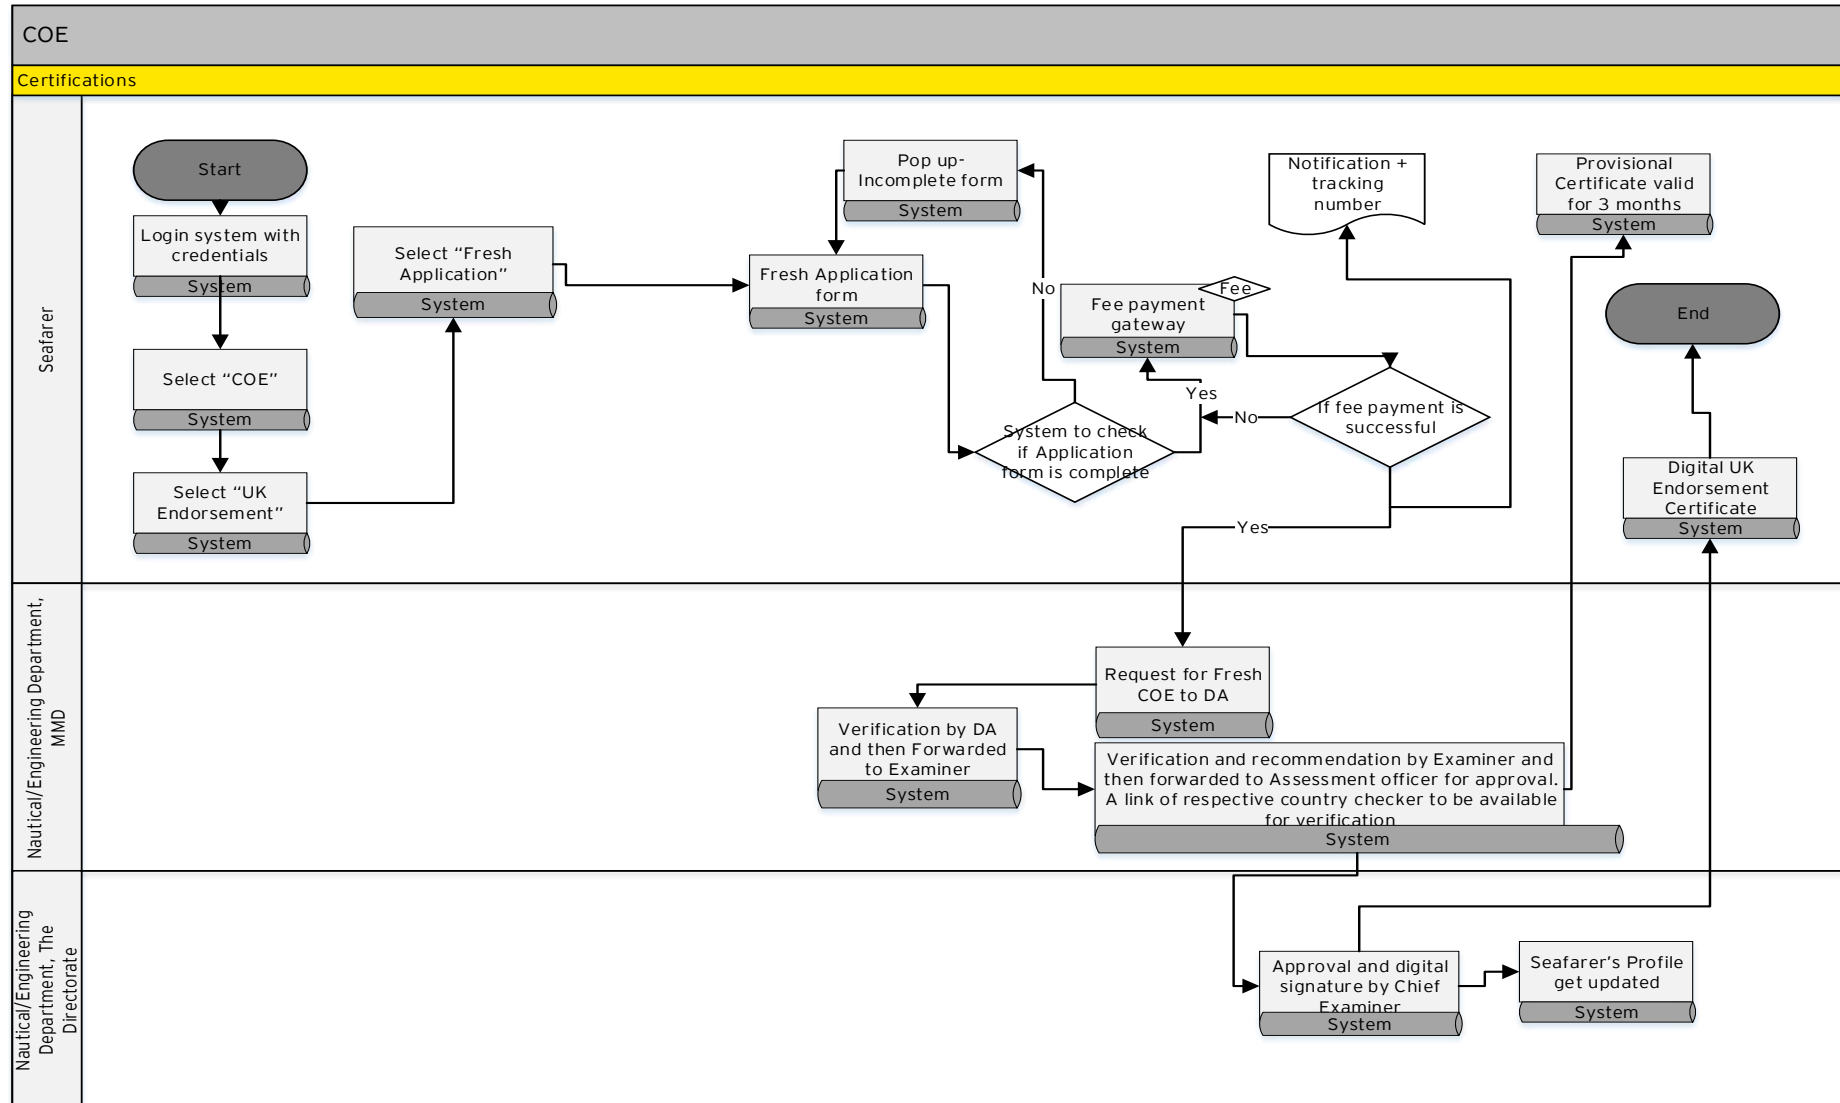 COE
Certifications
Seafarer
Start
Login system with
credentials
System
Select “COE”
System
Select “UK
Endorsement”
System
Select “Fresh
Application”
System
Pop up-
Incomplete form
System
Fresh Application
form
System
No
System to check
if Application
form is complete
Yes
Fee payment
gateway
System
Fee
No
If fee payment is
successful
Yes
Notification +
tracking
number
Provisional
Certificate valid
for 3 months
System
End
Digital UK
Endorsement
Certificate
System
Nautical/Engineering Department,
MMD
Request for Fresh
COE to DA
System
Verification by DA
and then Forwarded
to Examiner
System
Verification and recommendation by Examiner and
then forwarded to Assessment officer for approval.
A link of respective country checker to be available
for verification
System
Nautical/Engineering
Department, The
Directorate
Approval and digital
signature by Chief
Examiner
System
Seafarer’s Profile
get updated
System